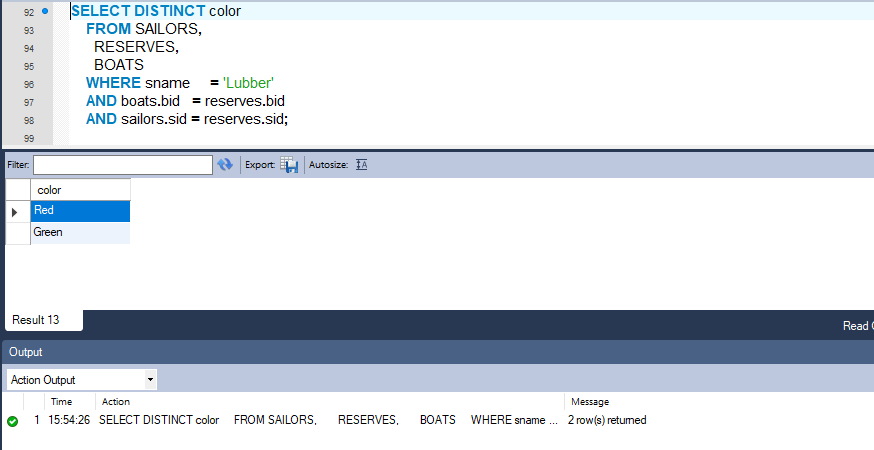 92 SELECT DISTINCT color
93 FROM SAILORS,
94 RESERVES,
95 BOATS
96 WHERE sname = 'Lubber'
97 AND boats.bid = reserves.bid
98 AND sailors.sid = reserves.sid;
99
Filter: Export: Autosize:
color
Red
Green
Result 13
Read
Output
Action Output
Time Action Message
1 15:54:26 SELECT DISTINCT color FROM SAILORS, RESERVES, BOATS WHERE sname ... 2 row(s) returned